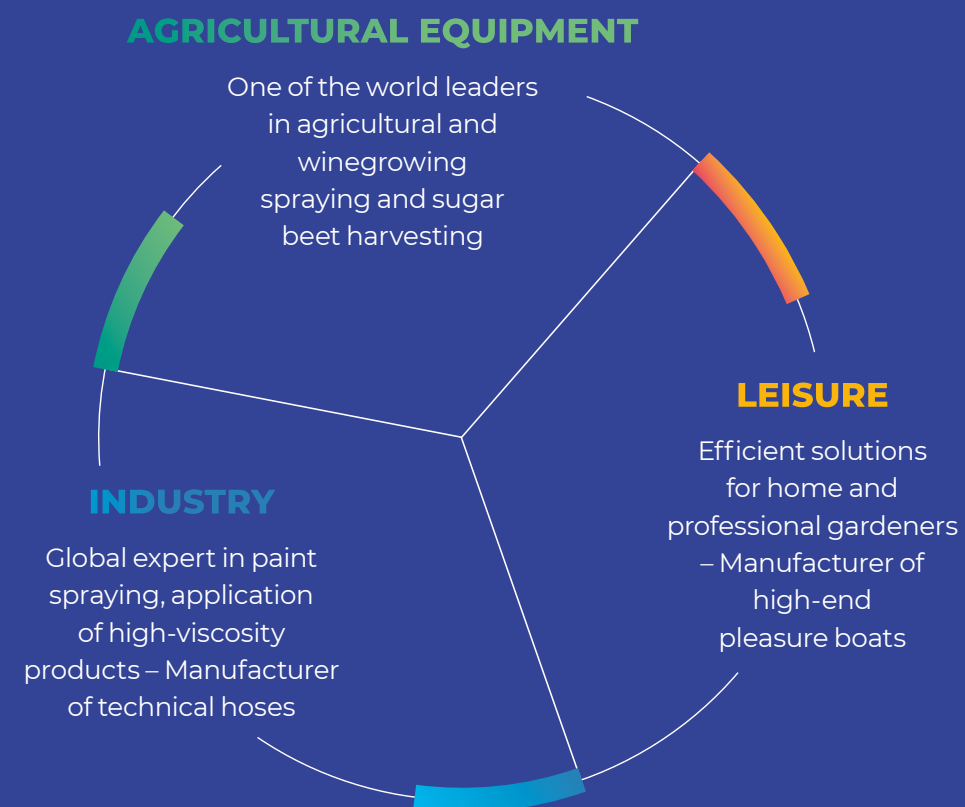 AGRICULTURAL EQUIPMENT
One of the world leaders
in agricultural and
winegrowing
spraying and sugar
beet harvesting
LEISURE
Efficient solutions
for home and
professional gardeners
– Manufacturer of
high-end
pleasure boats
INDUSTRY
Global expert in paint
spraying, application
of high-viscosity
products – Manufacturer
of technical hoses